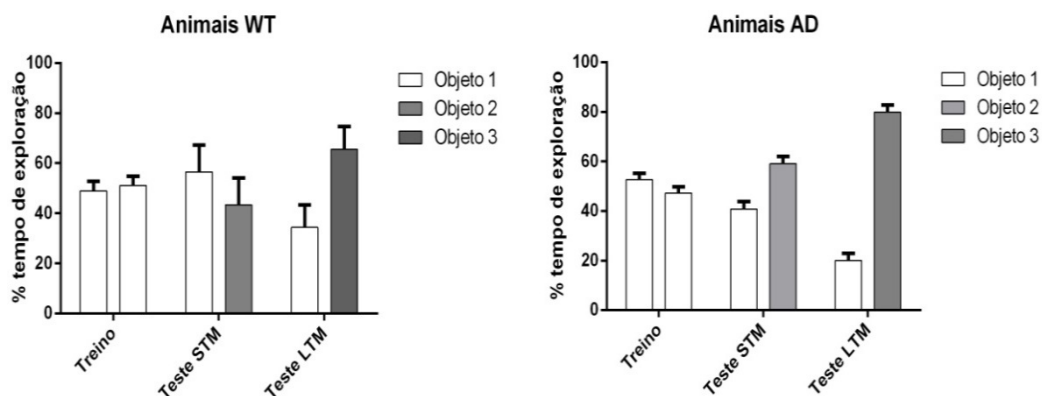 Animais WT
% tempo de exploração
100
80
60
40
20
0
Treino
Teste STM
Teste LTM
Objeto 1
Objeto 2
Objeto 3
Animais AD
% tempo de exploração
100
80
60
40
20
0
Treino
Teste STM
Teste LTM
Objeto 1
Objeto 2
Objeto 3